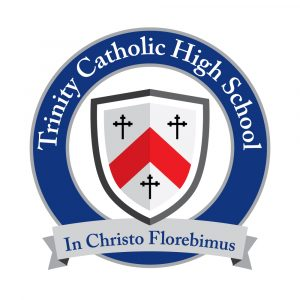 Trinity Catholic High School
In Christo Florebimus